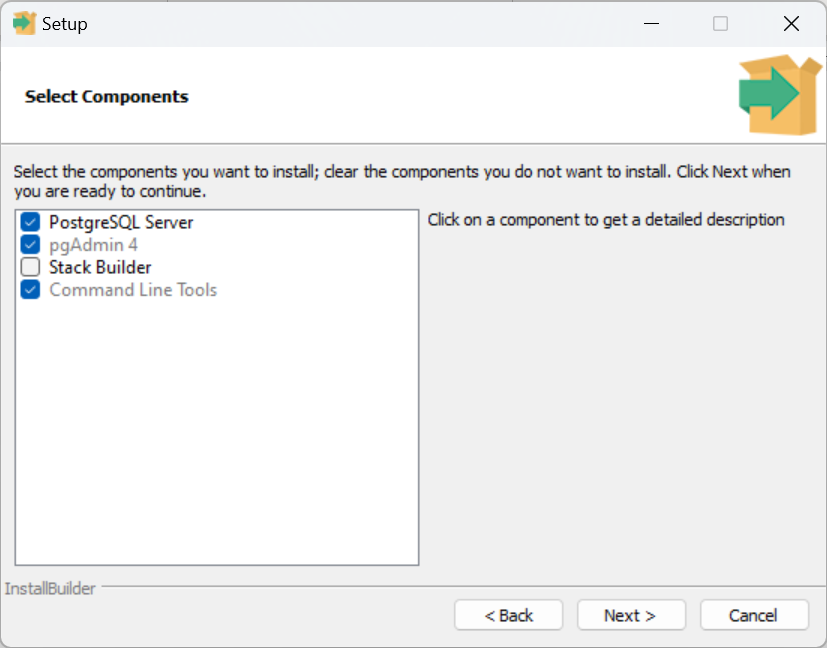 Setup
Select Components
Select the components you want to install; clear the components you do not want to install. Click Next when
you are ready to continue.
PostgreSQL Server
pgAdmin 4
Stack Builder
Command Line Tools
Click on a component to get a detailed description
InstallBuilder
< Back
Next >
Cancel